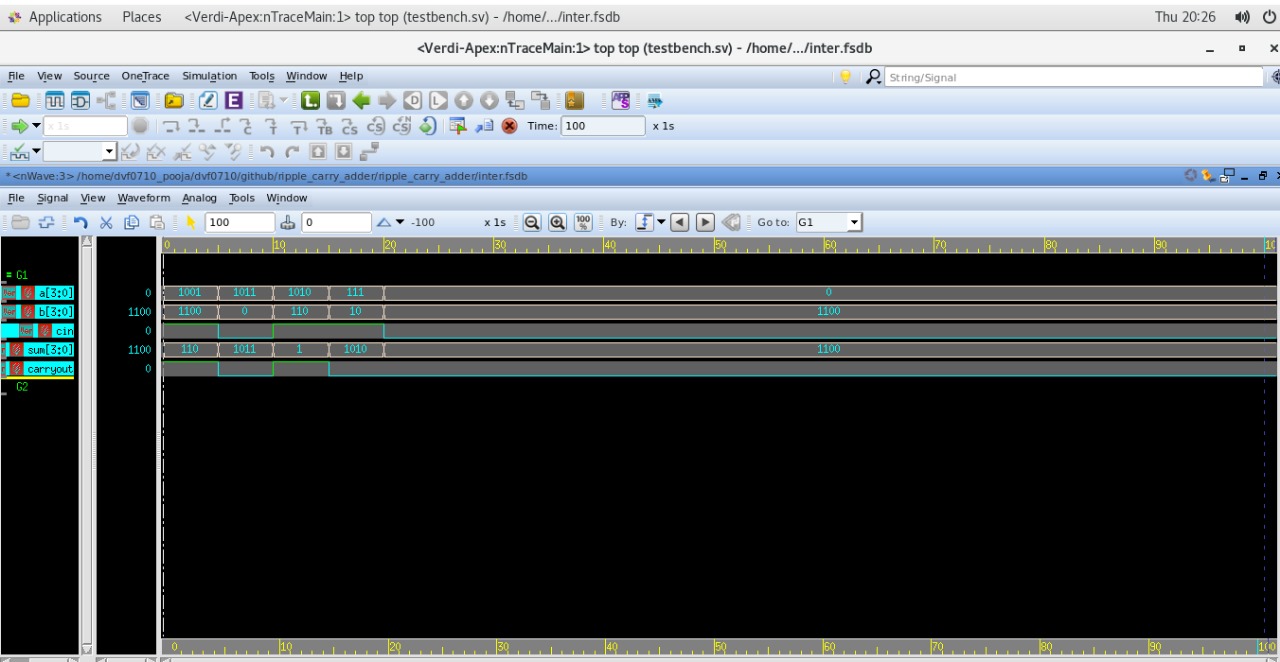 Applications Places <Verdi-Apex:nTraceMain:1> top top (testbench.sv) - /home/.../inter.fsdb Thu 20:26
<Verdi-Apex:nTraceMain:1> top top (testbench.sv) - /home/.../inter.fsdb
File View Source OneTrace Simulation Tools Window Help String/Signal
x 1s Time: 100 x 1s
*<nWave:3> /home/dvf0710_pooja/dvf0710/github/ripple_carry_adder/ripple_carry_adder/inter.fsdb
File Signal View Waveform Analog Tools Window
100 0 -100 x 1s 100 % By: Go to: G1
0 10 20 30 40 50 60 70 80 90 10
= G1
a[3:0] 0 1001 1011 1010 111 0
b[3:0] 1100 1100 0 110 10 1100
cin 0
sum[3:0] 1100 110 1011 1 1010 1100
carryout 0
G2
0 10 20 30 40 50 60 70 80 90 100